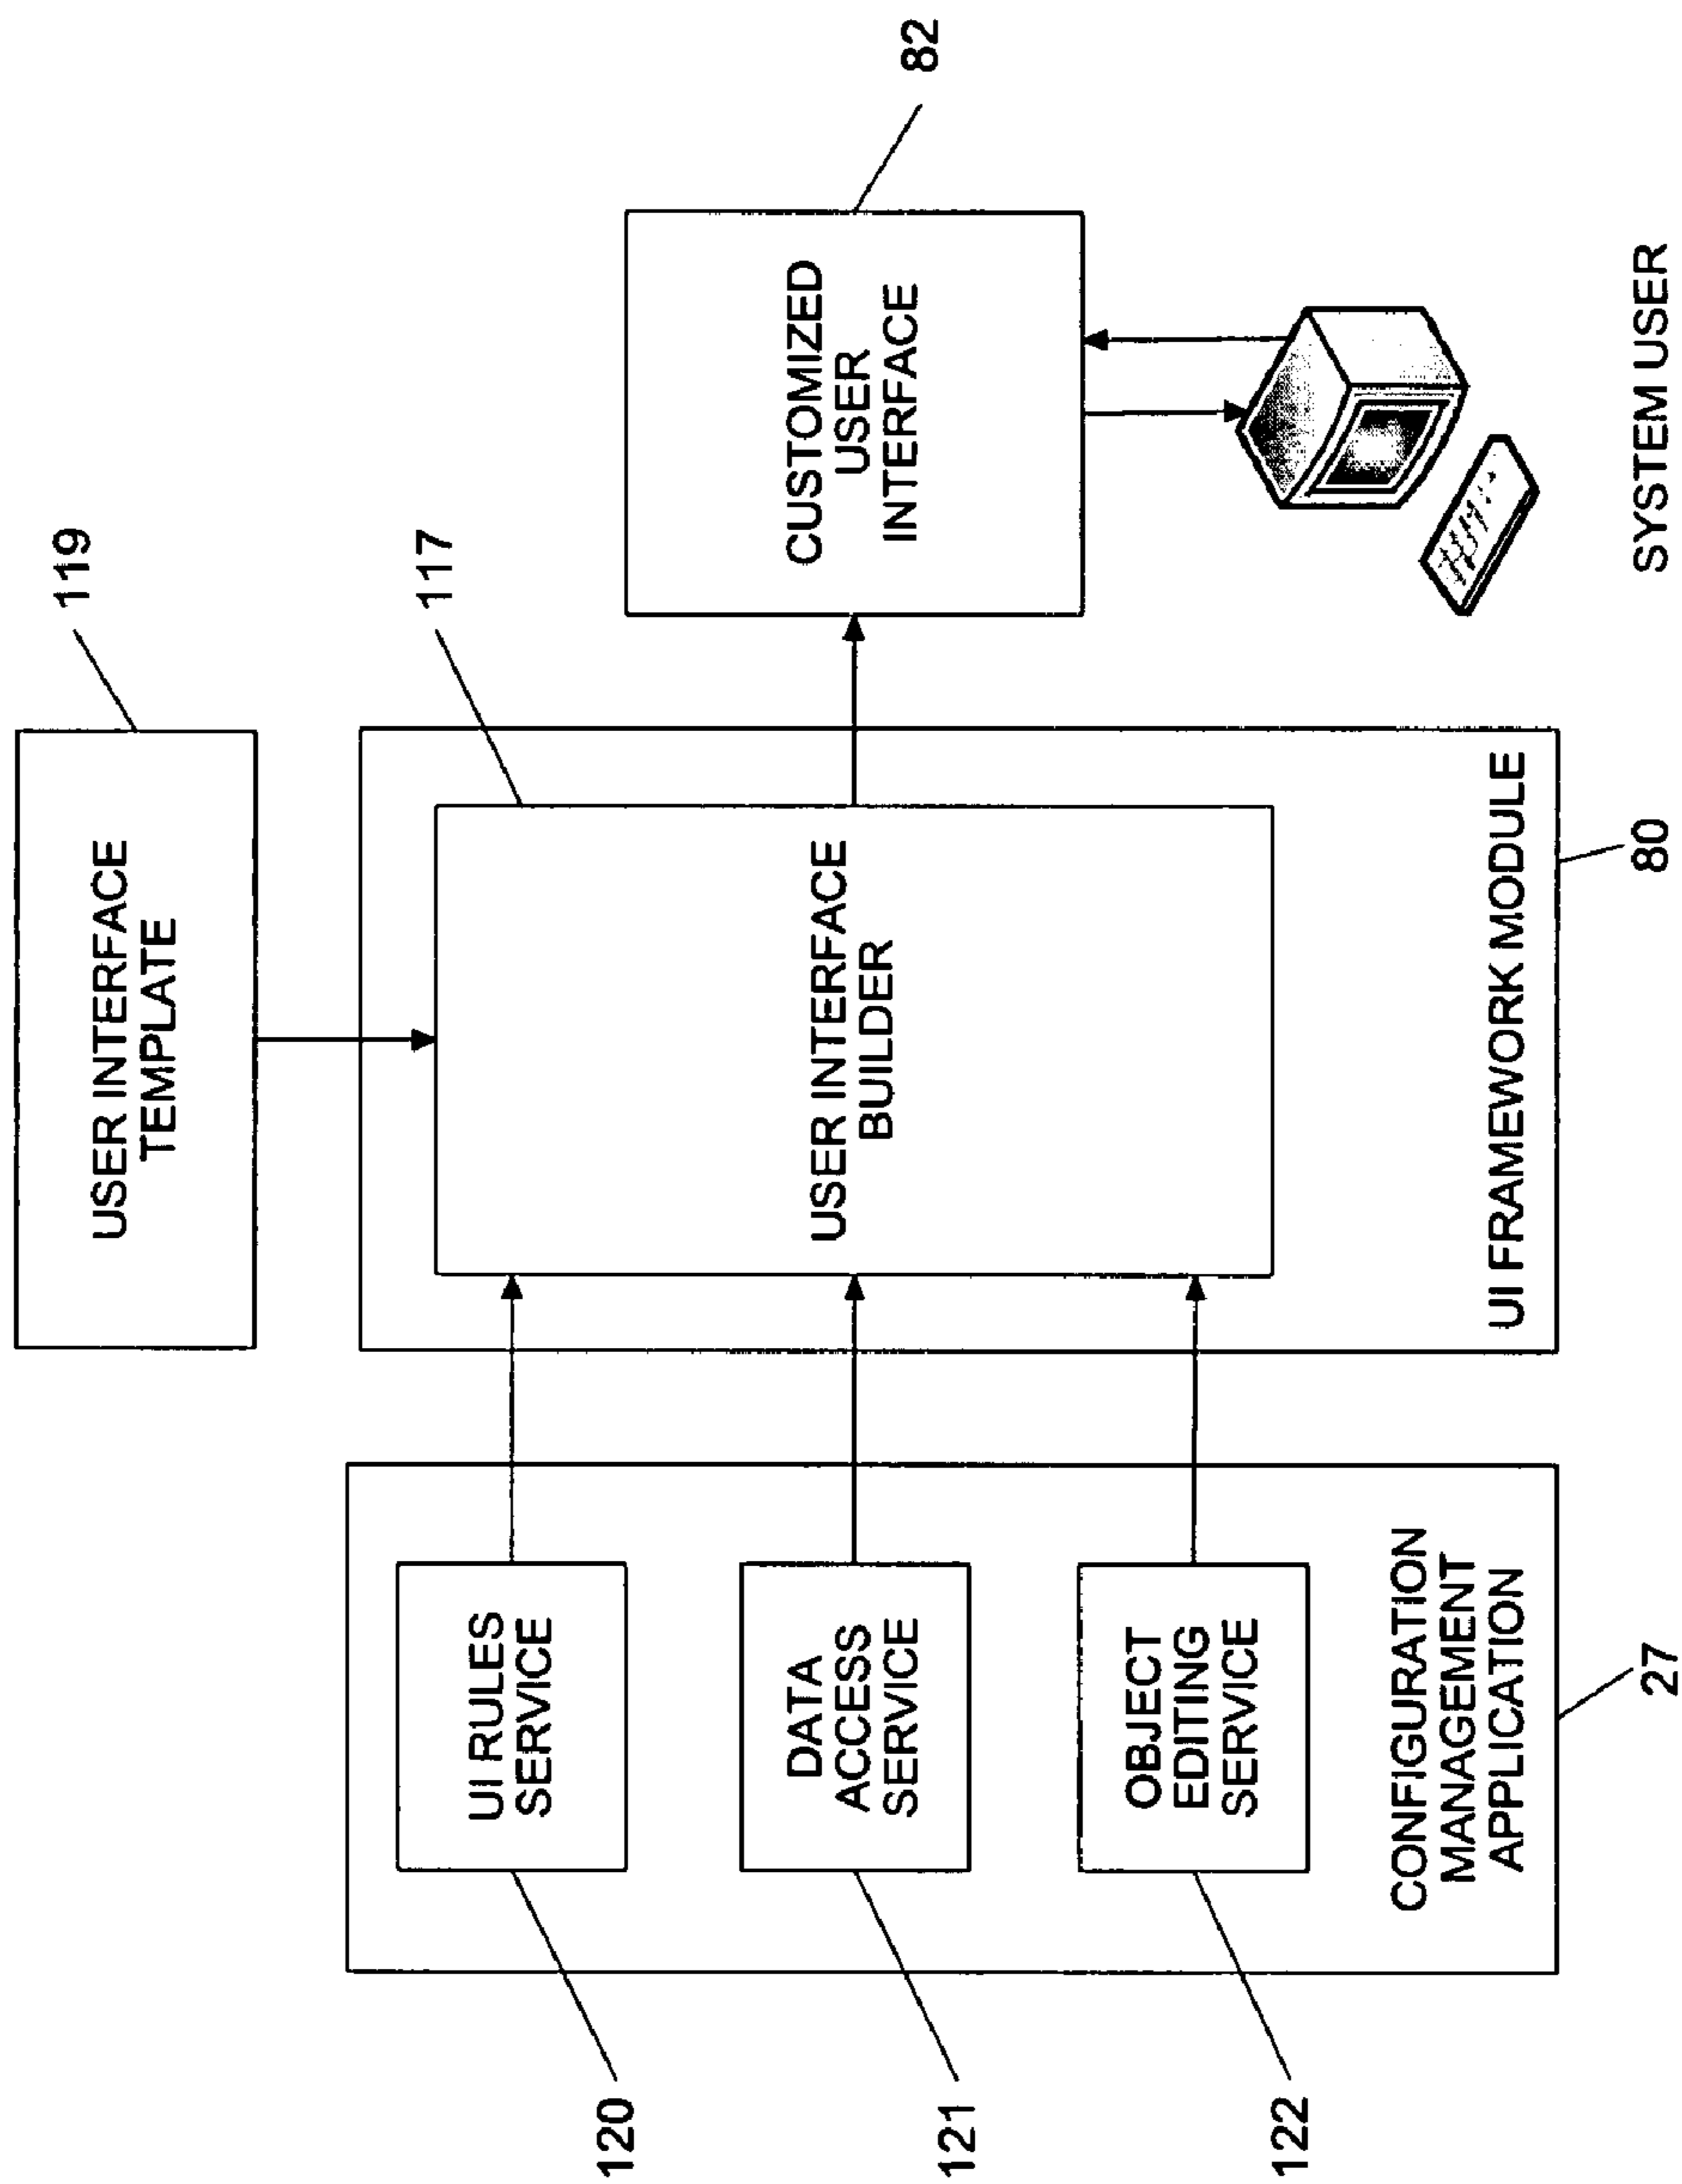 119
USER INTERFACE
TEMPLATE
117
USER INTERFACE
BUILDER
UI FRAMEWORK MODULE
80
120
UI RULES
SERVICE
121
DATA
ACCESS
SERVICE
122
OBJECT
EDITING
SERVICE
CONFIGURATION
MANAGEMENT
APPLICATION
27
82
CUSTOMIZED
USER
INTERFACE
SYSTEM USER